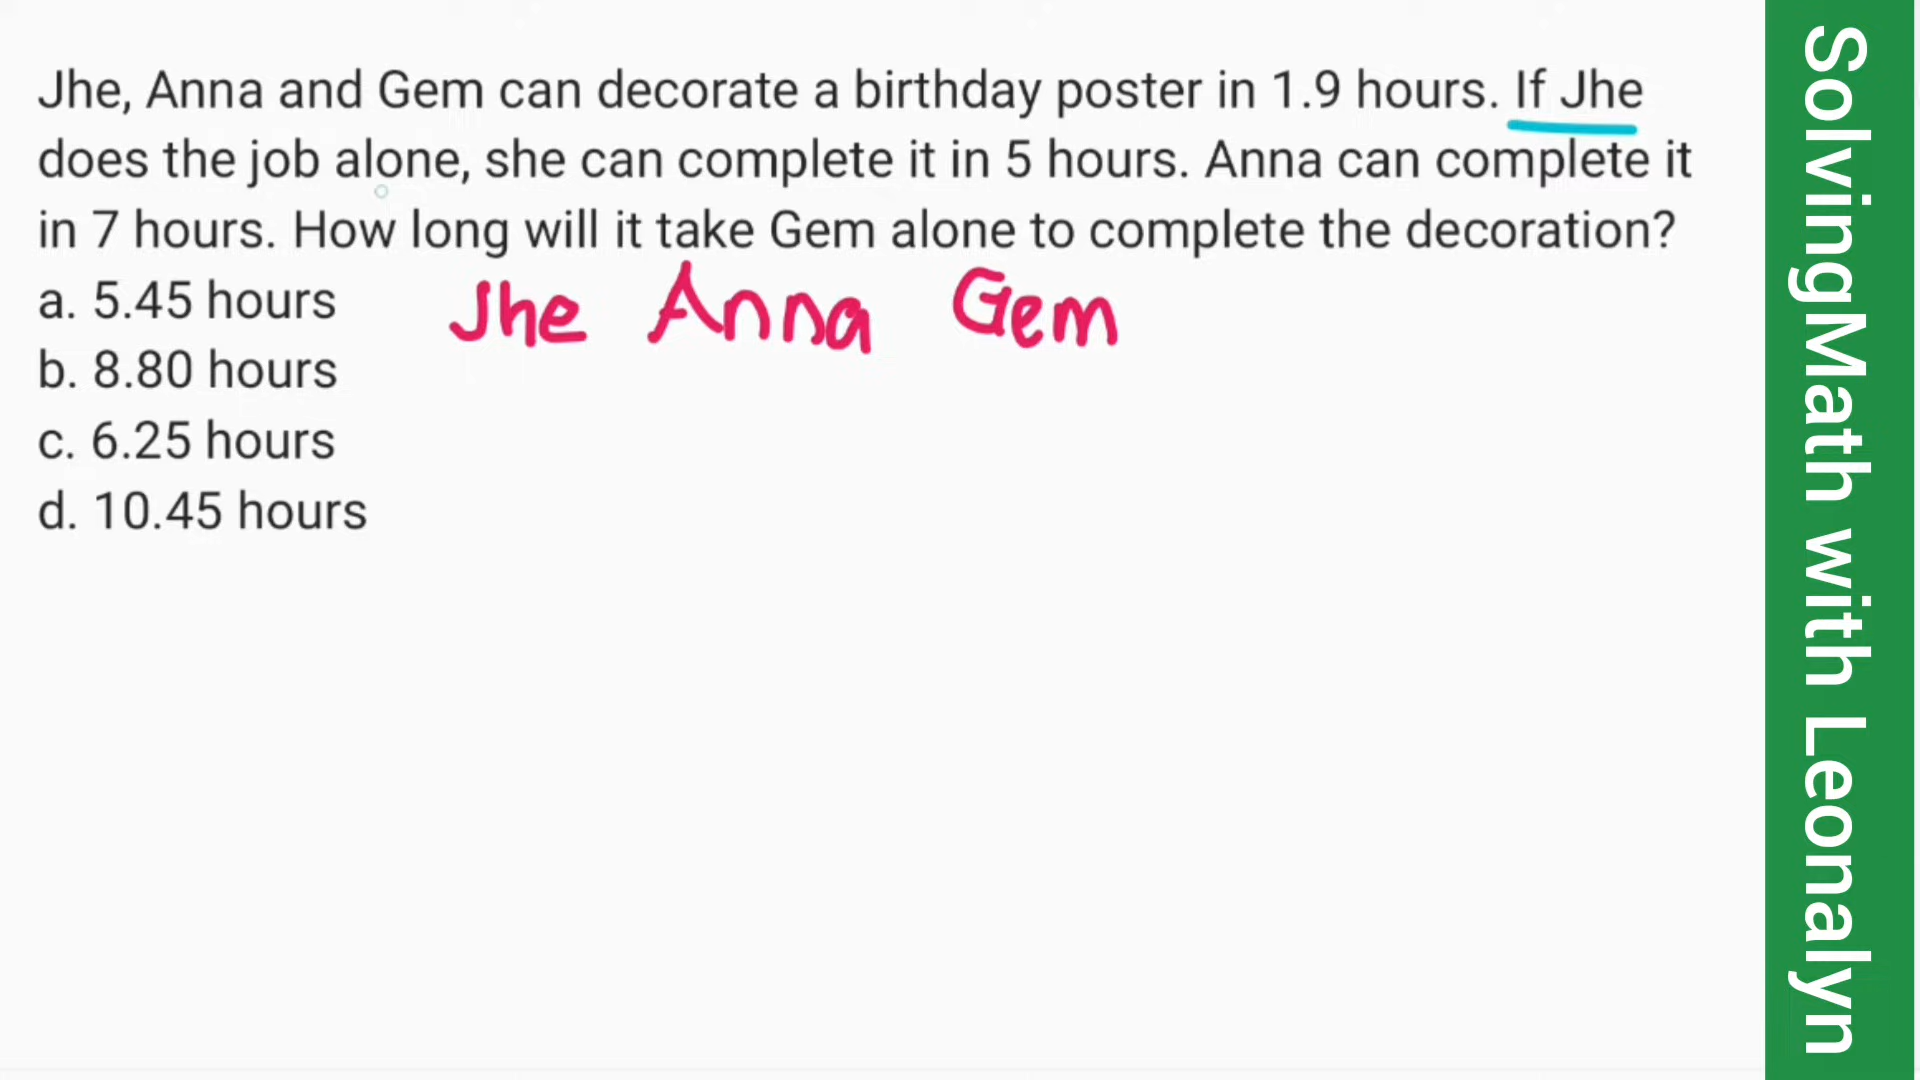 Jhe, Anna and Gem can decorate a birthday poster in 1.9 hours. If Jhe
does the job alone, she can complete it in 5 hours. Anna can complete it
in 7 hours. How long will it take Gem alone to complete the decoration?
a. 5.45 hours
Jhe Anna Gem
b. 8.80 hours
c. 6.25 hours
d. 10.45 hours
SolvingMath with Leonalyn